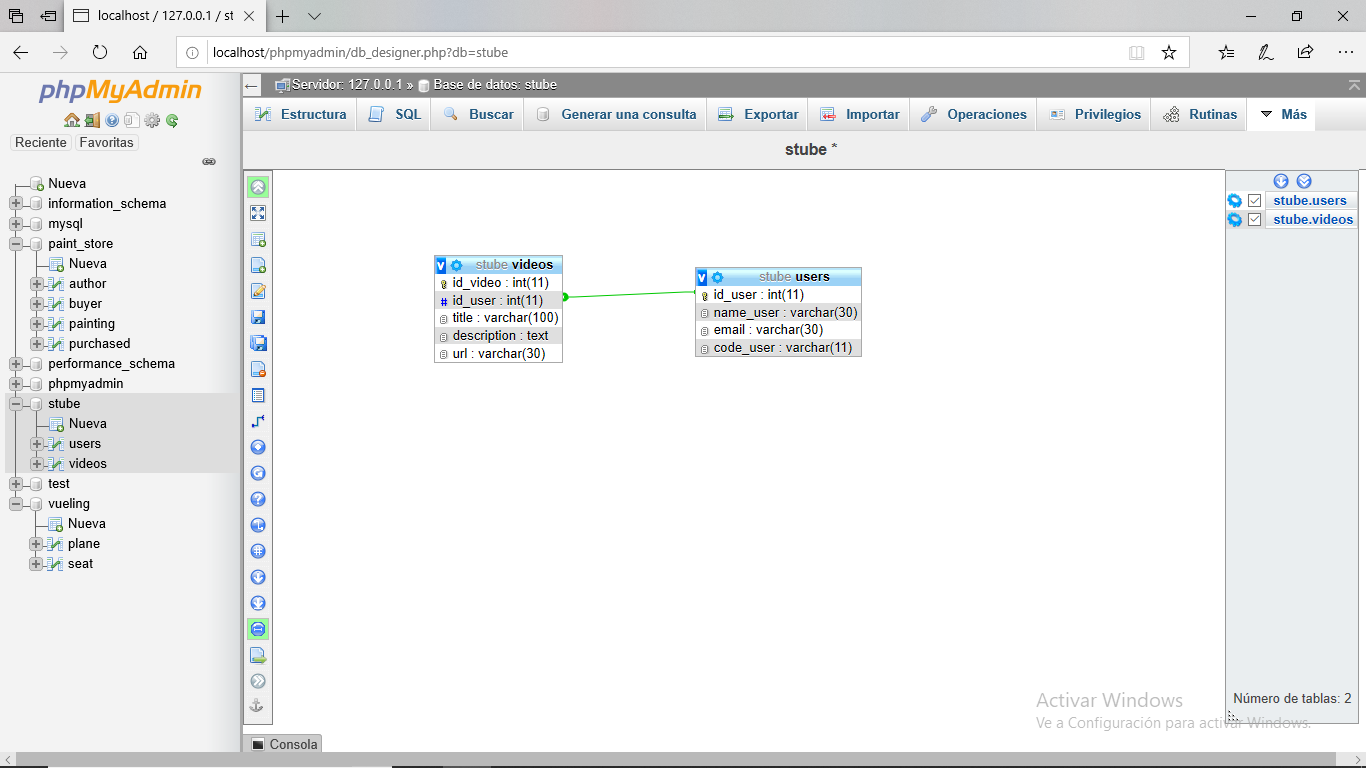 localhost / 127.0.0.1 / st
localhost/phpmyadmin/db_designer.php?db=stube
phpMyAdmin
Reciente Favoritas
Nueva
information_schema
mysql
paint_store
Nueva
author
buyer
painting
purchased
performance_schema
phpmyadmin
stube
Nueva
users
videos
test
vueling
Nueva
plane
seat
Servidor: 127.0.0.1 » Base de datos: stube
Estructura SQL Buscar Generar una consulta Exportar Importar Operaciones Privilegios Rutinas Más
stube *
v stube videos
id_video : int(11)
# id_user : int(11)
title : varchar(100)
description : text
url : varchar(30)
v stube users
id_user : int(11)
name_user : varchar(30)
email : varchar(30)
code_user : varchar(11)
stube.users
stube.videos
Número de tablas: 2
Activar Windows
Ve a Configuración para activar Windows.
Consola